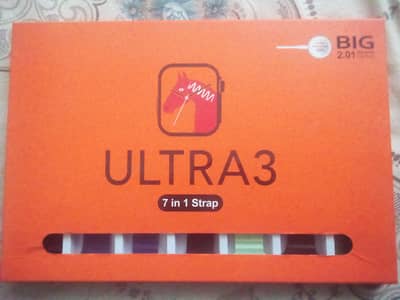 BIG
2.01
ULTRA3
7 in 1 Strap